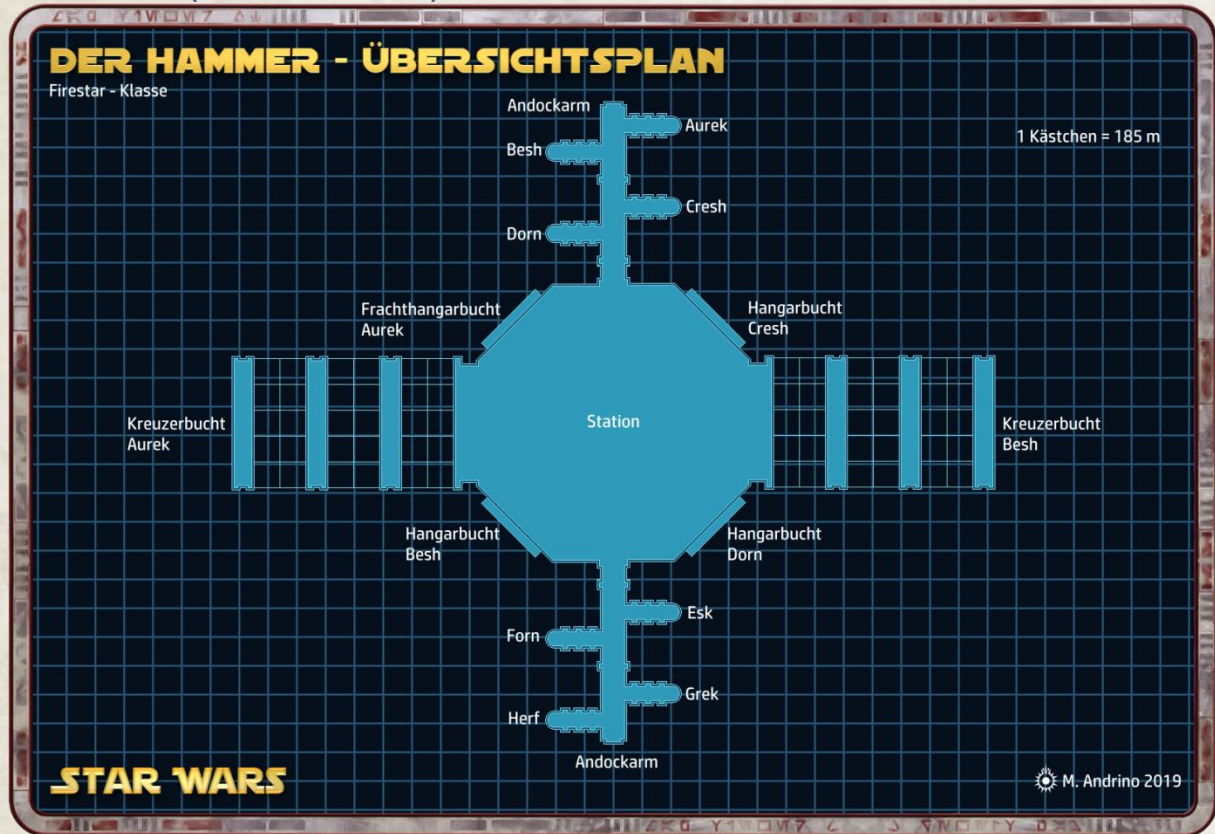 DER HAMMER - ÜBERSICHTSPLAN
Firestar - Klasse
1 Kästchen = 185 m
Andockarm
Aurek
Besh
Cresh
Dorn
Frachthangarbucht
Aurek
Hangarbucht
Cresh
Kreuzerbucht
Aurek
Station
Kreuzerbucht
Besh
Hangarbucht
Besh
Hangarbucht
Dorn
Esk
Forn
Grek
Herf
Andockarm
STAR WARS
M. Andrino 2019